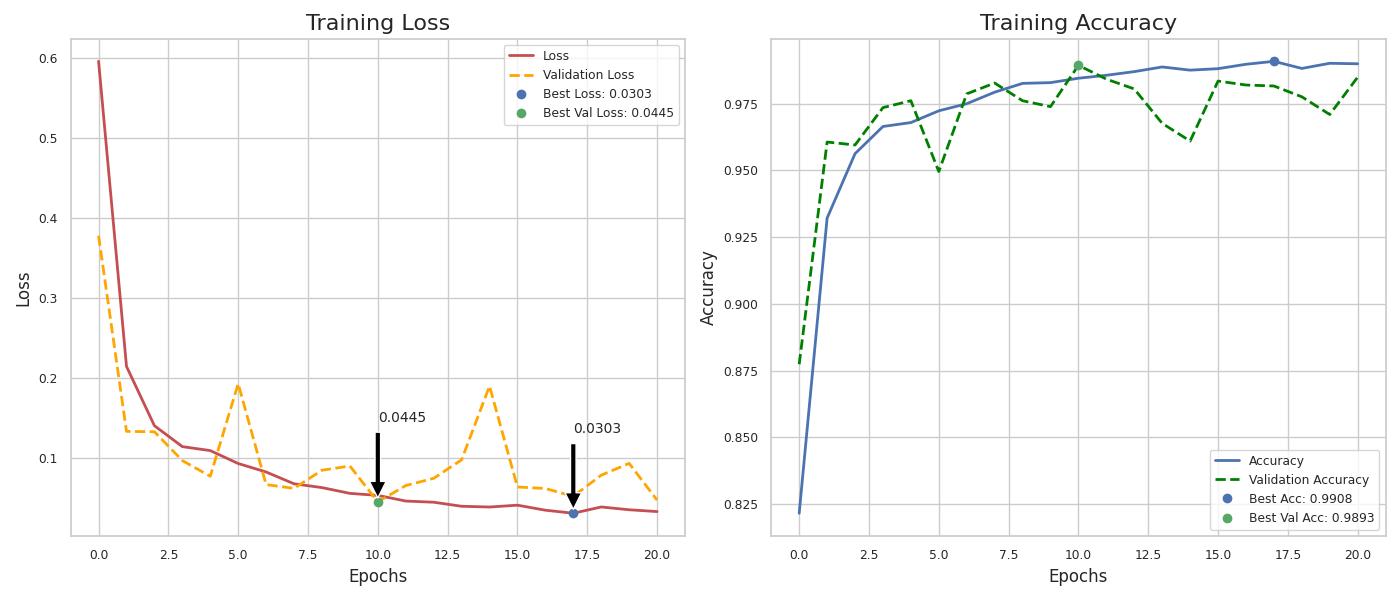 Training Loss
Loss
Validation Loss
Best Loss: 0.0303
Best Val Loss: 0.0445
0.6
0.5
0.4
0.3
0.2
0.1
Loss
0.0445
0.0303
0.0 2.5 5.0 7.5 10.0 12.5 15.0 17.5 20.0
Epochs
Training Accuracy
0.975
0.950
0.925
0.900
0.875
0.850
0.825
Accuracy
Accuracy
Validation Accuracy
Best Acc: 0.9908
Best Val Acc: 0.9893
0.0 2.5 5.0 7.5 10.0 12.5 15.0 17.5 20.0
Epochs